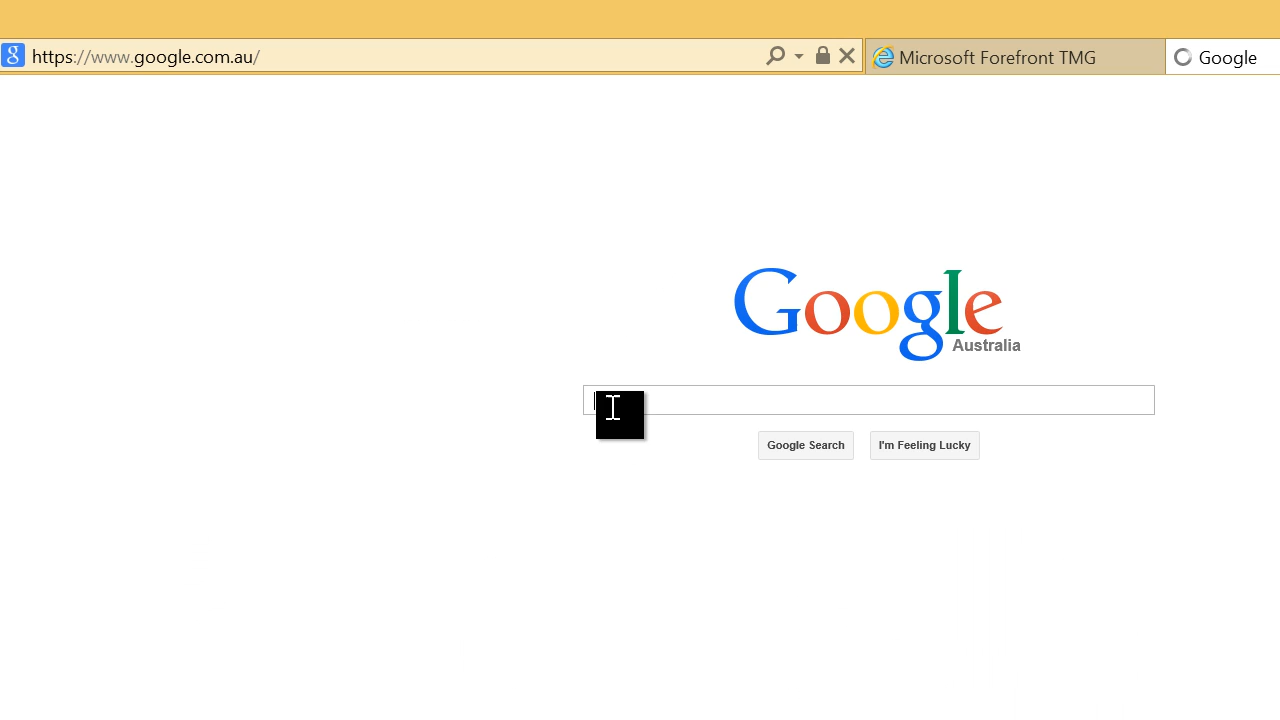 https://www.google.com.au/
Microsoft Forefront TMG
Google
Google
Australia
Google Search
I'm Feeling Lucky